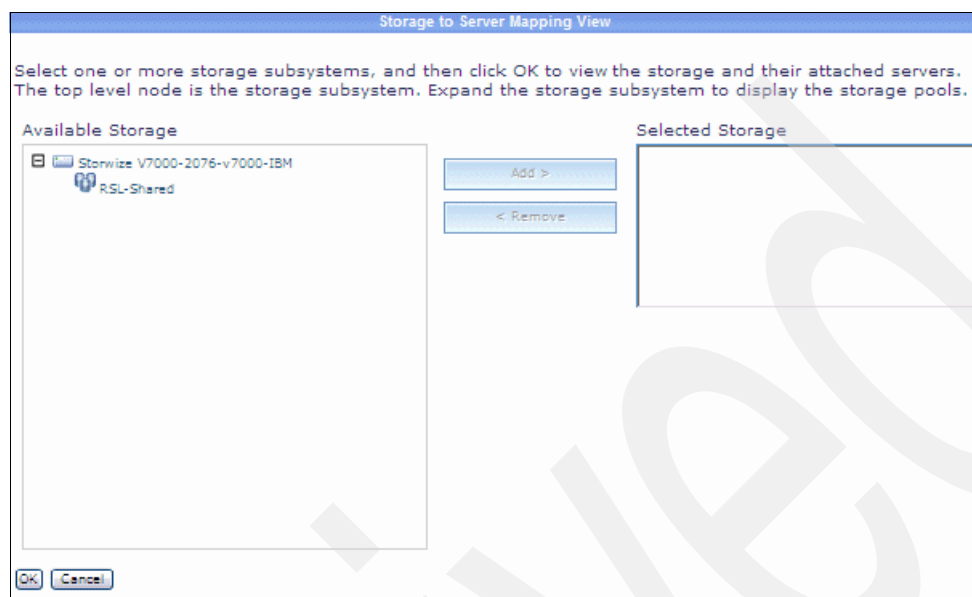 Storage to Server Mapping View
Select one or more storage subsystems, and then click OK to view the storage and their attached servers.
The top level node is the storage subsystem. Expand the storage subsystem to display the storage pools.
Available Storage
Selected Storage
Storwize V7000-2076-v7000-IBM
RSL-Shared
Add >
< Remove
OK
Cancel